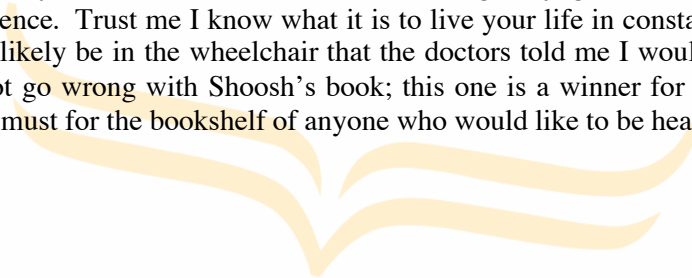 ence. Trust me I know what it is to live your life in consta
likely be in the wheelchair that the doctors told me I woul
ot go wrong with Shoosh's book; this one is a winner for
must for the bookshelf of anyone who would like to be hea